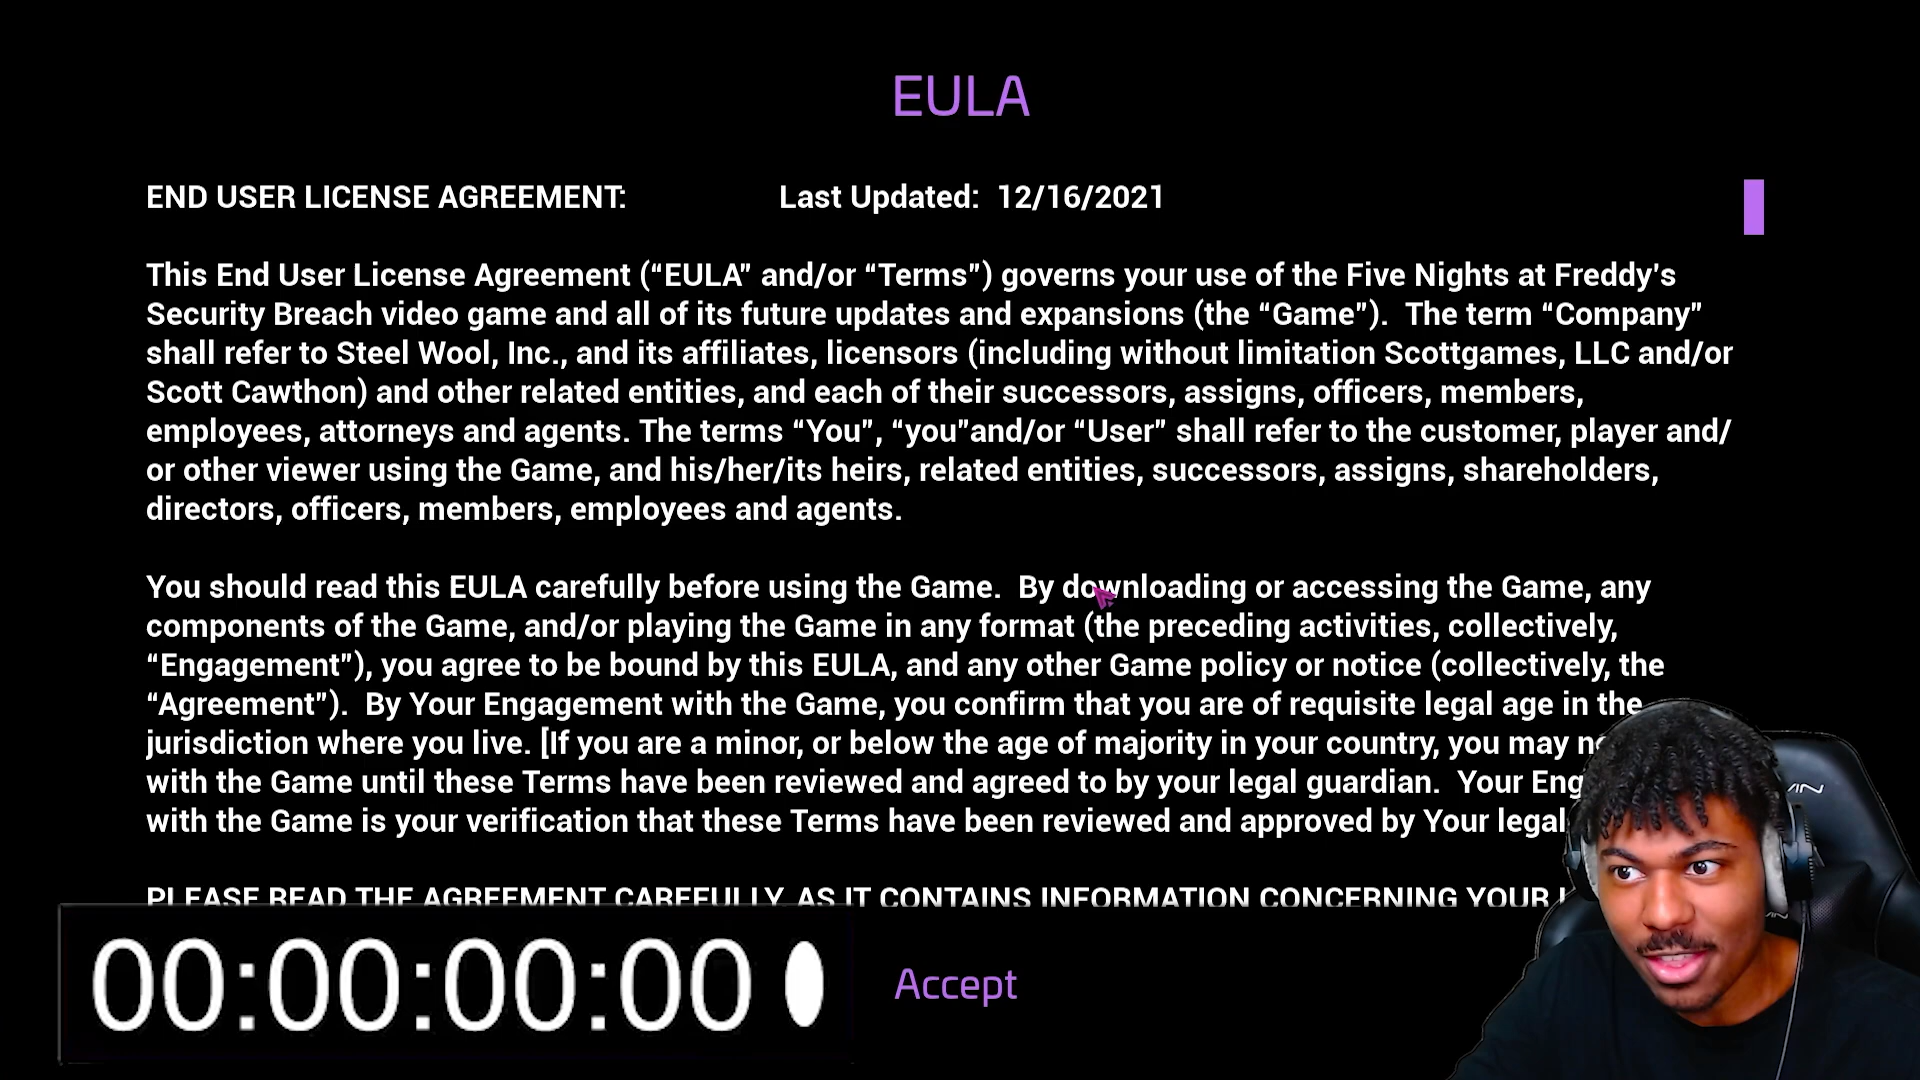 EULA
END USER LICENSE AGREEMENT: Last Updated: 12/16/2021
This End User License Agreement (“EULA” and/or “Terms”) governs your use of the Five Nights at Freddy’s
Security Breach video game and all of its future updates and expansions (the “Game”). The term “Company”
shall refer to Steel Wool, Inc., and its affiliates, licensors (including without limitation Scottgames, LLC and/or
Scott Cawthon) and other related entities, and each of their successors, assigns, officers, members,
employees, attorneys and agents. The terms “You”, “you”and/or “User” shall refer to the customer, player and/
or other viewer using the Game, and his/her/its heirs, related entities, successors, assigns, shareholders,
directors, officers, members, employees and agents.
You should read this EULA carefully before using the Game. By downloading or accessing the Game, any
components of the Game, and/or playing the Game in any format (the preceding activities, collectively,
“Engagement”), you agree to be bound by this EULA, and any other Game policy or notice (collectively, the
“Agreement”). By Your Engagement with the Game, you confirm that you are of requisite legal age in the
jurisdiction where you live. [If you are a minor, or below the age of majority in your country, you may
with the Game until these Terms have been reviewed and agreed to by your legal guardian. Your
with the Game is your verification that these Terms have been reviewed and approved by Your legal
PLEASE READ THE AGREEMENT CAREFULLY, AS IT CONTAINS INFORMATION CONCERNING YOUR
00:00:00:00
Accept